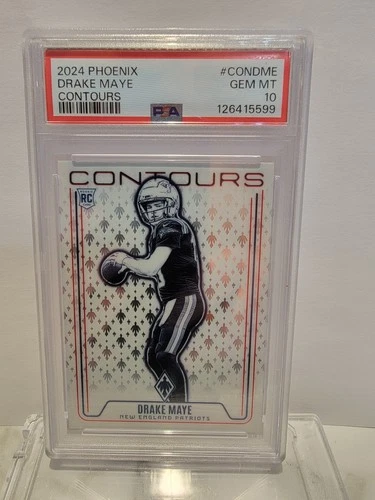 2024 PHOENIX #CONDME
DRAKE MAYE GEM MT
CONTOURS 10
PSA 126415599
CONTOURS
RC
DRAKE MAYE
NEW ENGLAND PATRIOTS